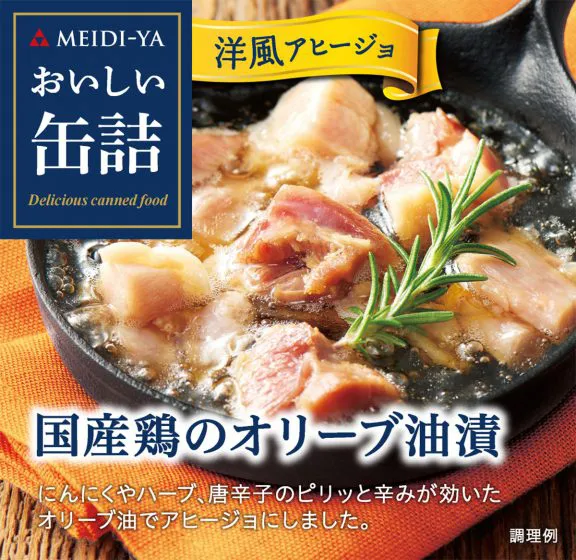 MEIDI-YA
おいしい
缶詰
Delicious canned food
洋風アヒージョ
国産鶏のオリーブ油漬
にんにくやハーブ、唐辛子のピリッと辛みが効いた
オリーブ油でアヒージョにしました。
調理例